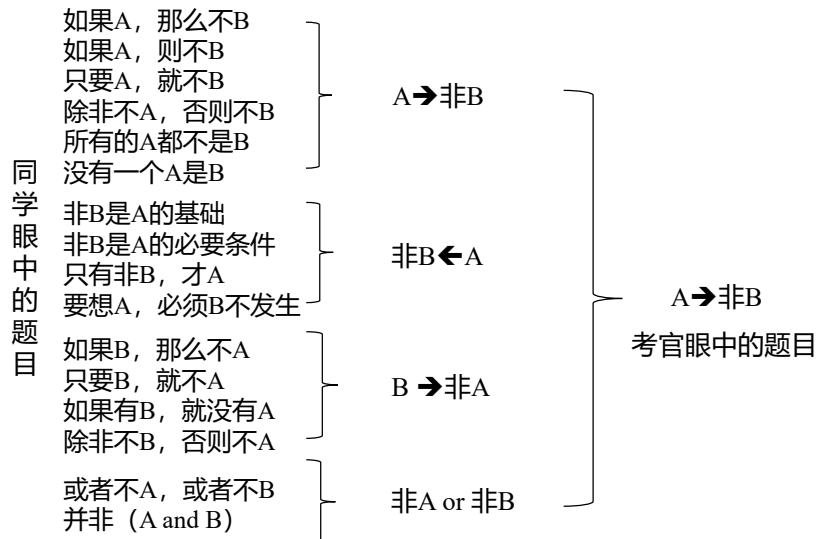 同学眼中的题目
如果A，那么不B
如果A，则不B
只要A，就不B
除非不A，否则不B
所有的A都不是B
没有一个A是B
A➔非B
非B是A的基础
非B是A的必要条件
只有非B，才A
要想A，必须B不发生
非B🡸A
如果B，那么不A
只要B，就不A
如果有B，就没有A
除非不B，否则不A
B ➔非A
或者不A，或者不B
并非（A and B）
非A or 非B
A➔非B
考官眼中的题目